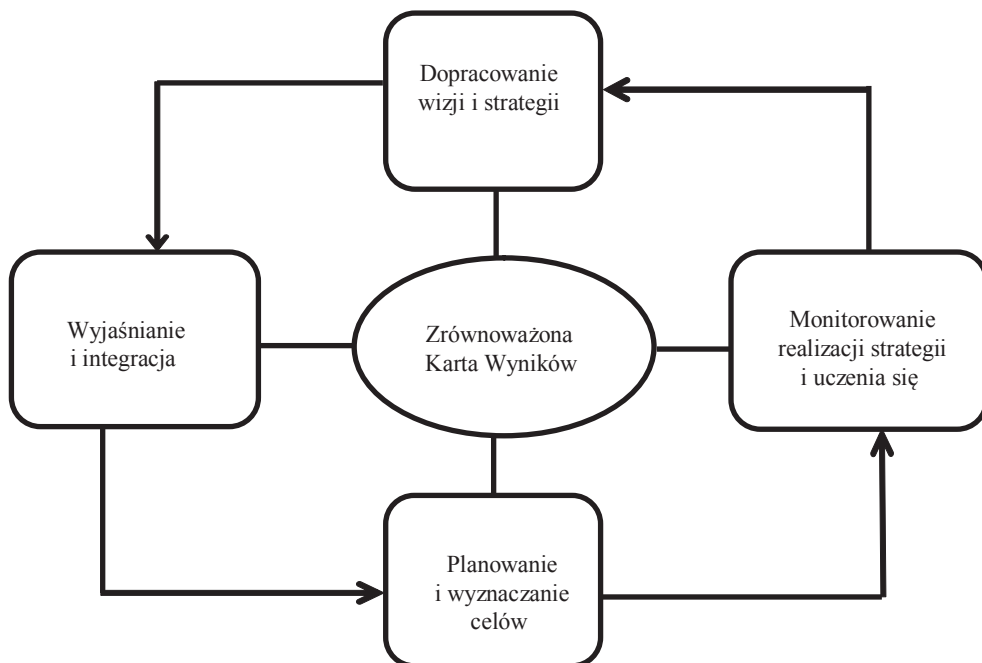 Dopracowanie
wizji i strategii
Wyjaśnianie
i integracja
Zrównoważona
Karta Wyników
Monitorowanie
realizacji strategii
i uczenia się
Planowanie
i wyznaczanie
celów